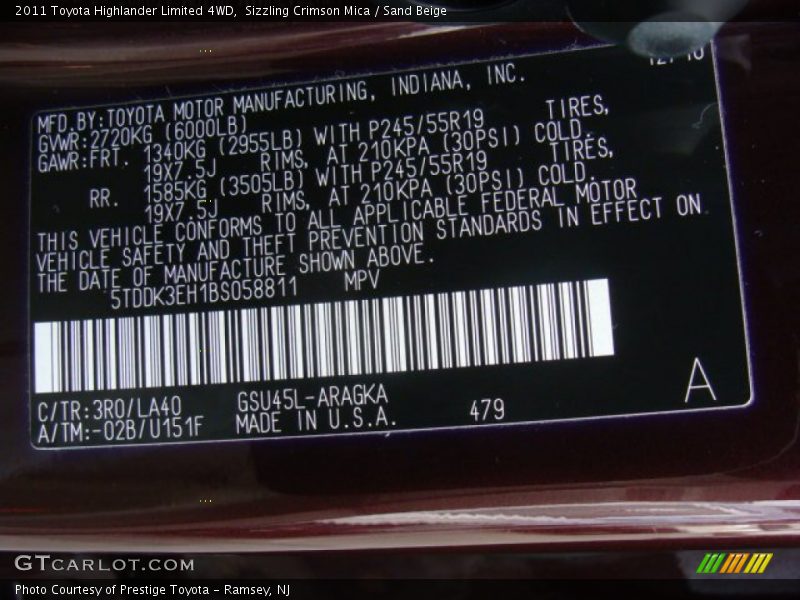 2011 Toyota Highlander Limited 4WD, Sizzling Crimson Mica / Sand Beige
MFD.BY:TOYOTA MOTOR MANUFACTURING, INDIANA, INC.
GVWR:2720KG (6000LB)
GAWR:FRT. 1340KG (2955LB) WITH P245/55R19 TIRES,
19X7.5J RIMS, AT 210KPA (30PSI) COLD.
RR. 1585KG (3505LB) WITH P245/55R19 TIRES,
19X7.5J RIMS, AT 210KPA (30PSI) COLD.
THIS VEHICLE CONFORMS TO ALL APPLICABLE FEDERAL MOTOR
VEHICLE SAFETY AND THEFT PREVENTION STANDARDS IN EFFECT ON
THE DATE OF MANUFACTURE SHOWN ABOVE.
5TDDK3EH1BS058811 MPV
C/TR:3R0/LA40 GSU45L-ARAGKA
A/TM:-02B/U151F MADE IN U.S.A. 479
A
GTCARLOT.COM
Photo Courtesy of Prestige Toyota - Ramsey, NJ